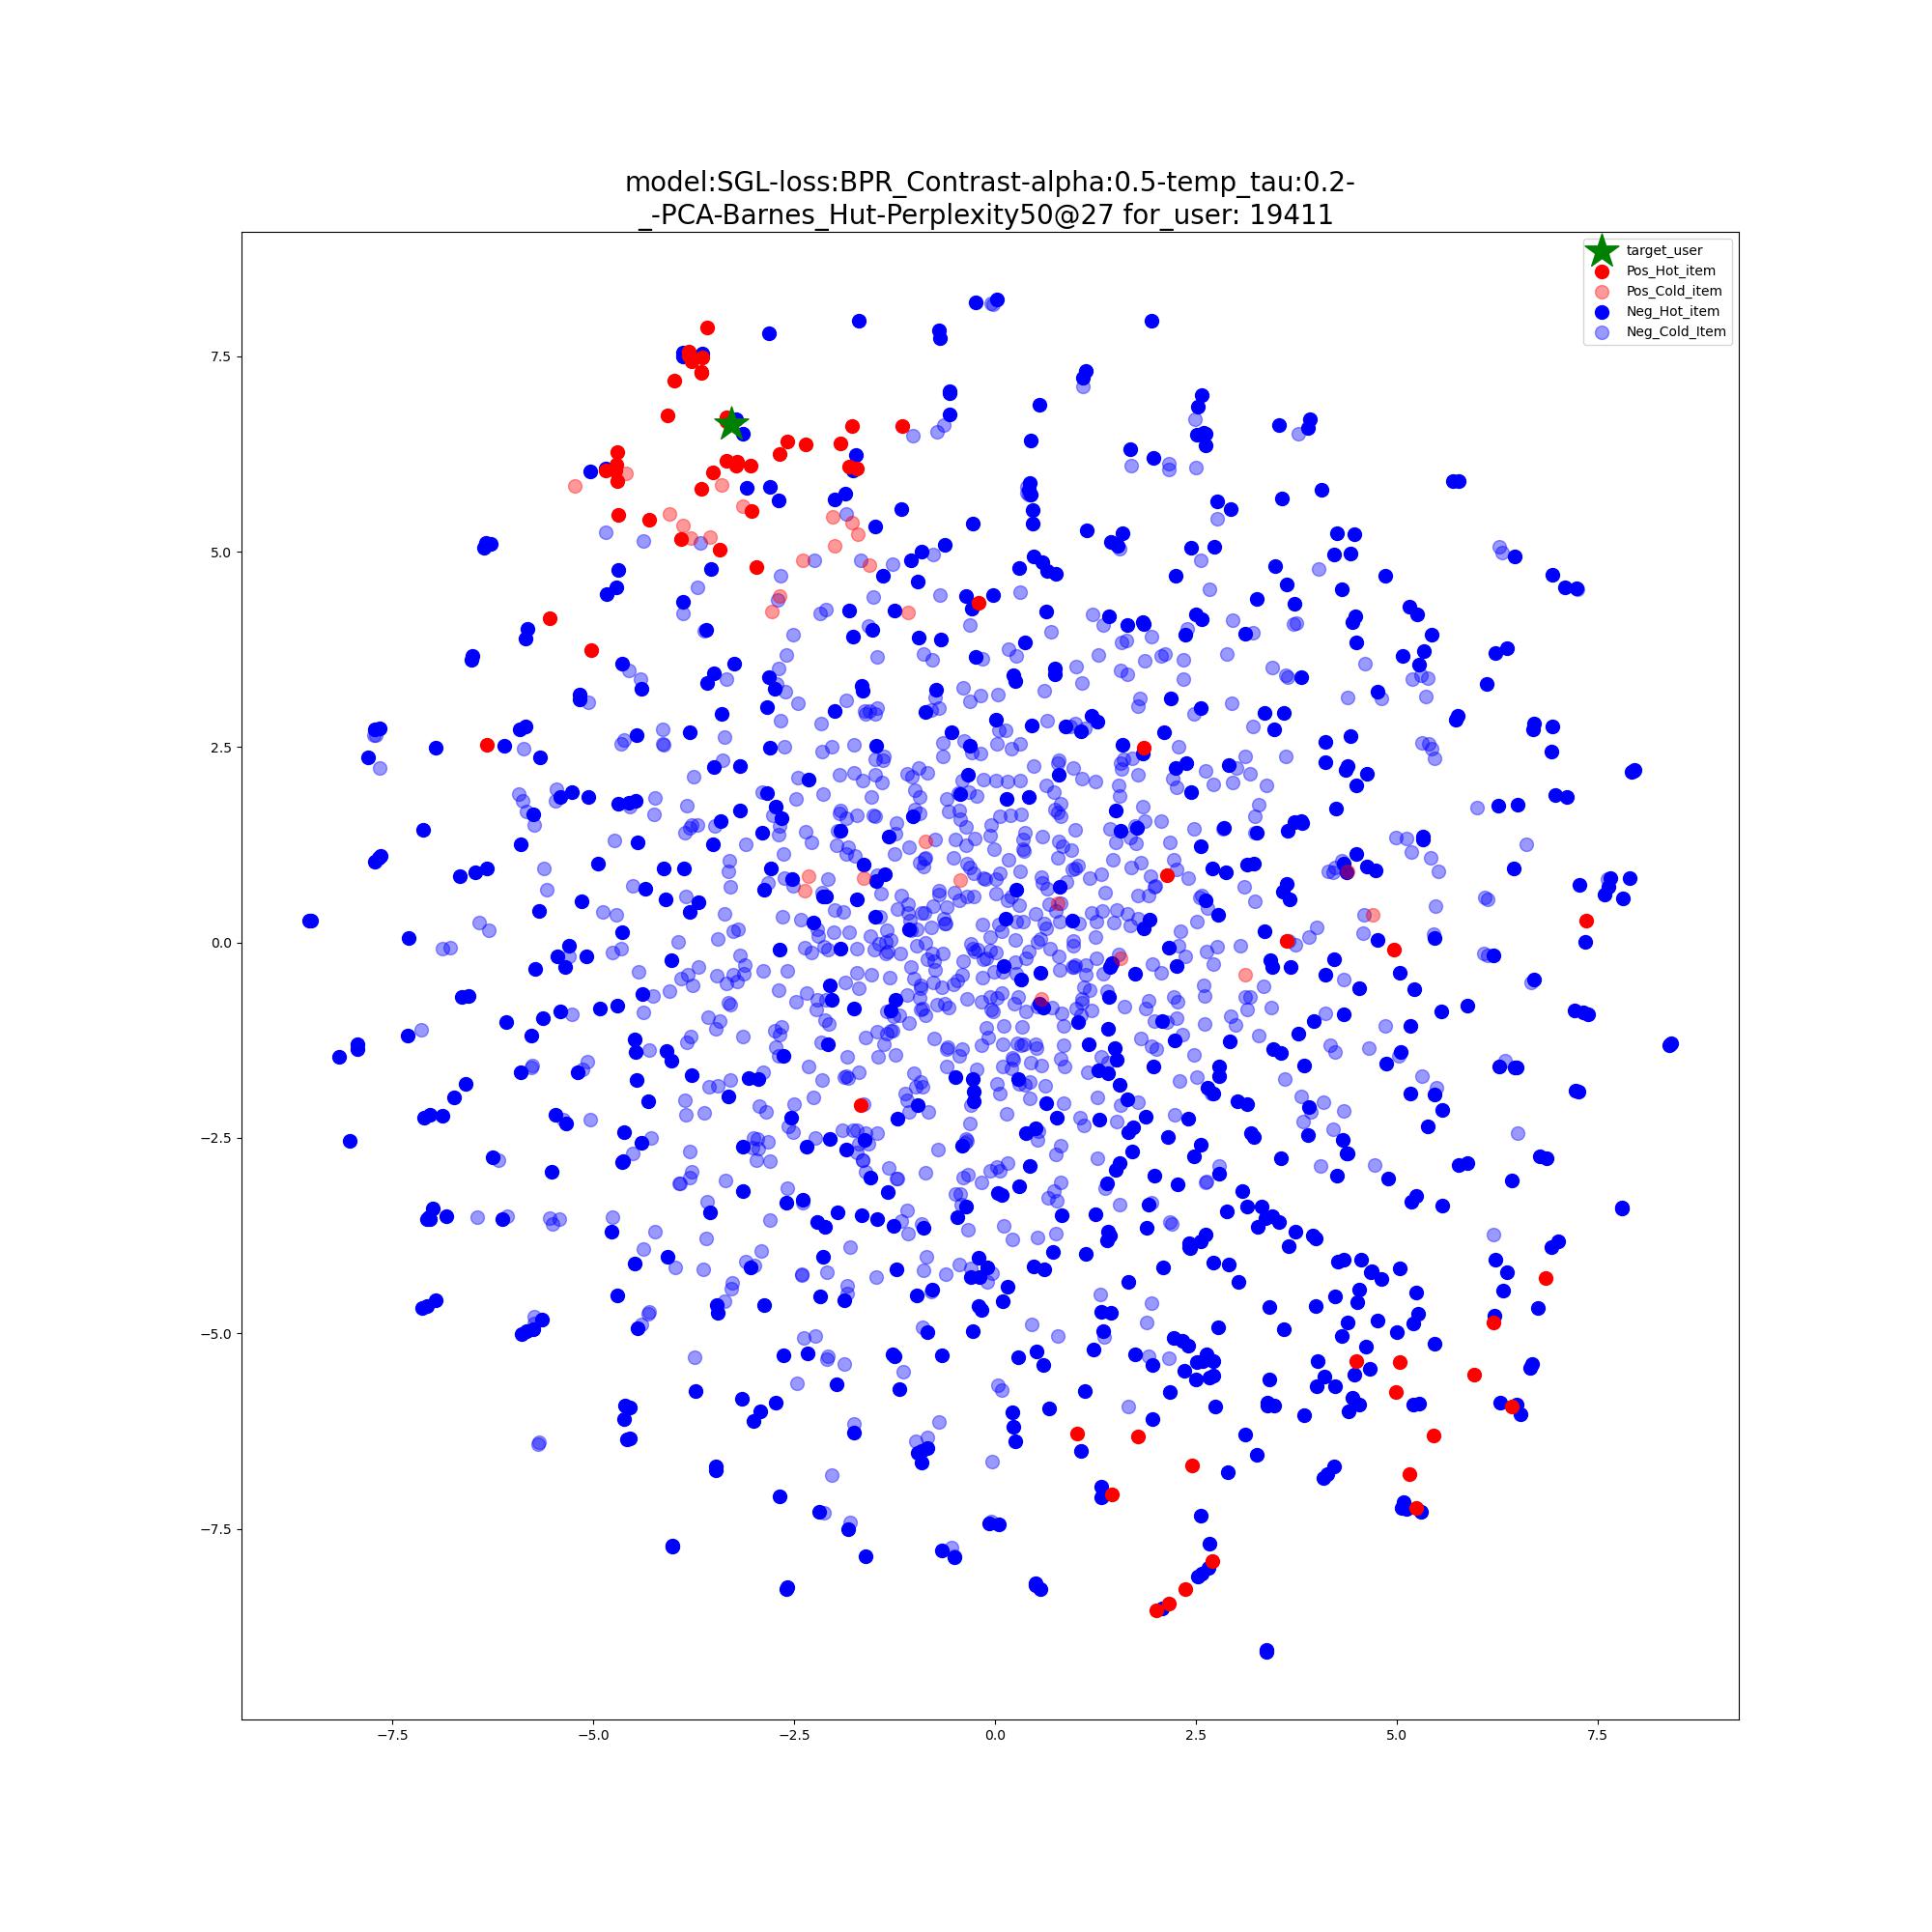 model:SGL-loss:BPR_Contrast-alpha:0.5-temp_tau:0.2-
_-PCA-Barnes_Hut-Perplexity50@27 for_user: 19411
target_user
Pos_Hot_item
Pos_Cold_item
Neg_Hot_item
Neg_Cold_Item
7.5
5.0
2.5
0.0
−2.5
−5.0
−7.5
−7.5 −5.0 −2.5 0.0 2.5 5.0 7.5